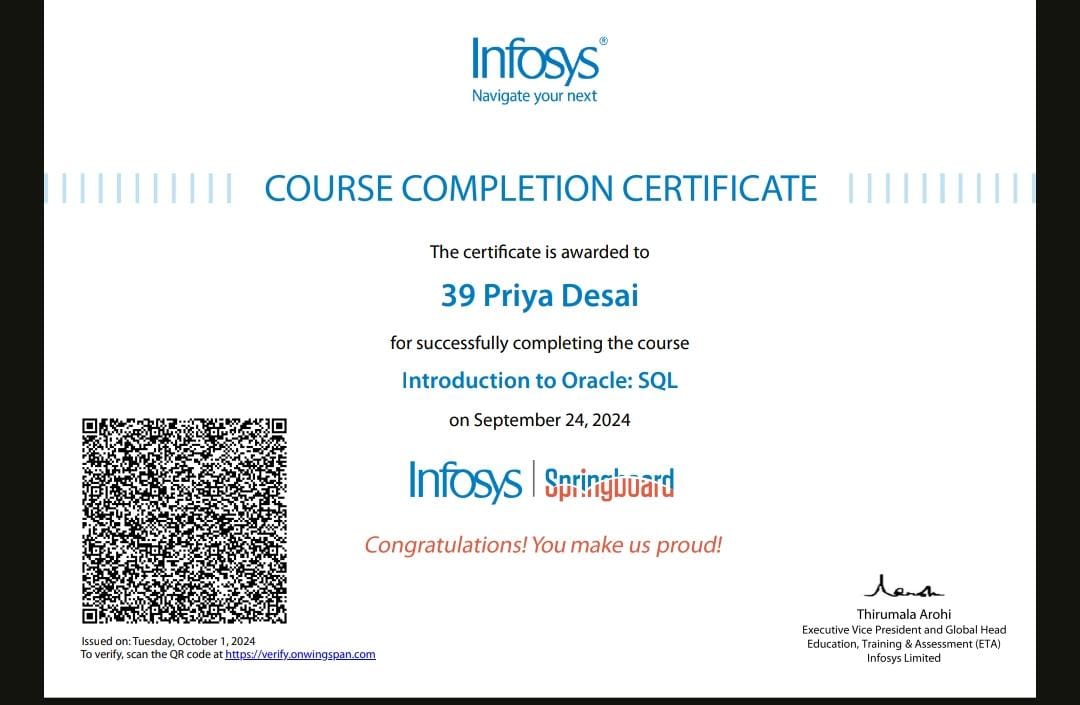 Infosys®
Navigate your next
COURSE COMPLETION CERTIFICATE
The certificate is awarded to
39 Priya Desai
for successfully completing the course
Introduction to Oracle: SQL
on September 24, 2024
Infosys | Springboard
Congratulations! You make us proud!
Issued on: Tuesday, October 1, 2024
To verify, scan the QR code at https://verify.onwingspan.com
Thirumala Arohi
Executive Vice President and Global Head
Education, Training & Assessment (ETA)
Infosys Limited